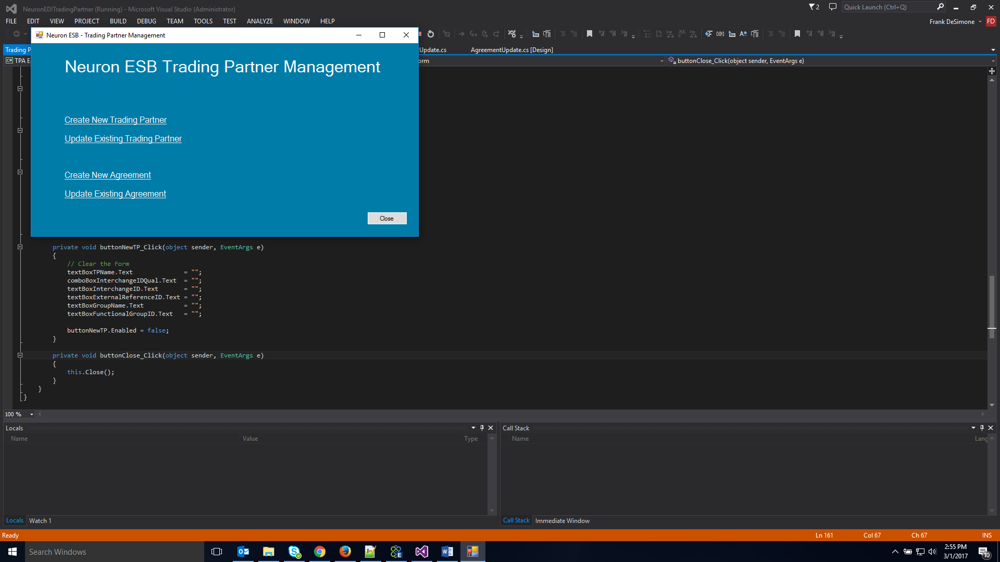 NeuronEDITradingPartner (Running) - Microsoft Visual Studio (Administrator)
2
Quick Launch (Ctrl+Q)
FILE EDIT VIEW PROJECT BUILD DEBUG TEAM TOOLS TEST ANALYZE WINDOW HELP
Frank DeSimone FD
Neuron ESB - Trading Partner Management
Trading P
Update.cs
AgreementUpdate.cs [Design]
C# TPA E
orm
buttonClose_Click(object sender, EventArgs e)
Neuron ESB Trading Partner Management
Create New Trading Partner
Update Existing Trading Partner
Create New Agreement
Update Existing Agreement
Close
private void buttonNewTP_Click(object sender, EventArgs e)
{
// Clear the Form
textBoxTPName.Text = "";
comboBoxInterchangeIDQual.Text = "";
textBoxInterchangeID.Text = "";
textBoxExternalReferenceID.Text = "";
textBoxGroupName.Text = "";
textBoxFunctionalGroupID.Text = "";
buttonNewTP.Enabled = false;
}
private void buttonClose_Click(object sender, EventArgs e)
{
this.Close();
}
}
}
100 %
Locals
Name Value Type
Call Stack
Name Lang
Locals Watch 1
Call Stack Immediate Window
Ready
Ln 161 Col 67 Ch 67 INS
Search Windows
2:55 PM
3/1/2017
10